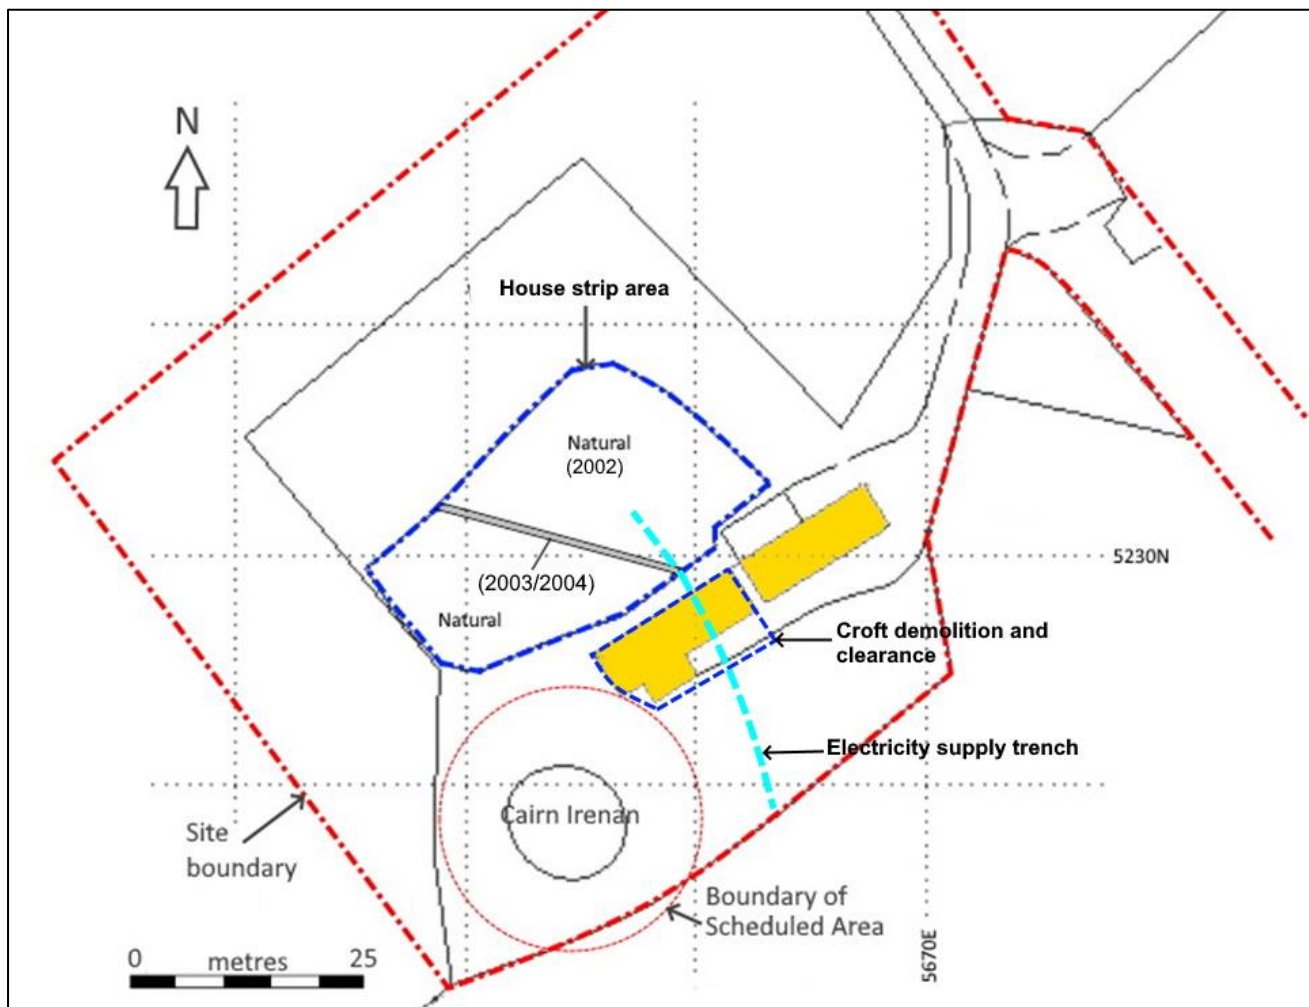 N
House strip area
Natural
(2002)
5230N
(2003/2004)
Natural
Croft demolition and
clearance
Electricity supply trench
Cairn Irenan
Site
boundary
Boundary of
Scheduled Area
5670E
0 metres 25